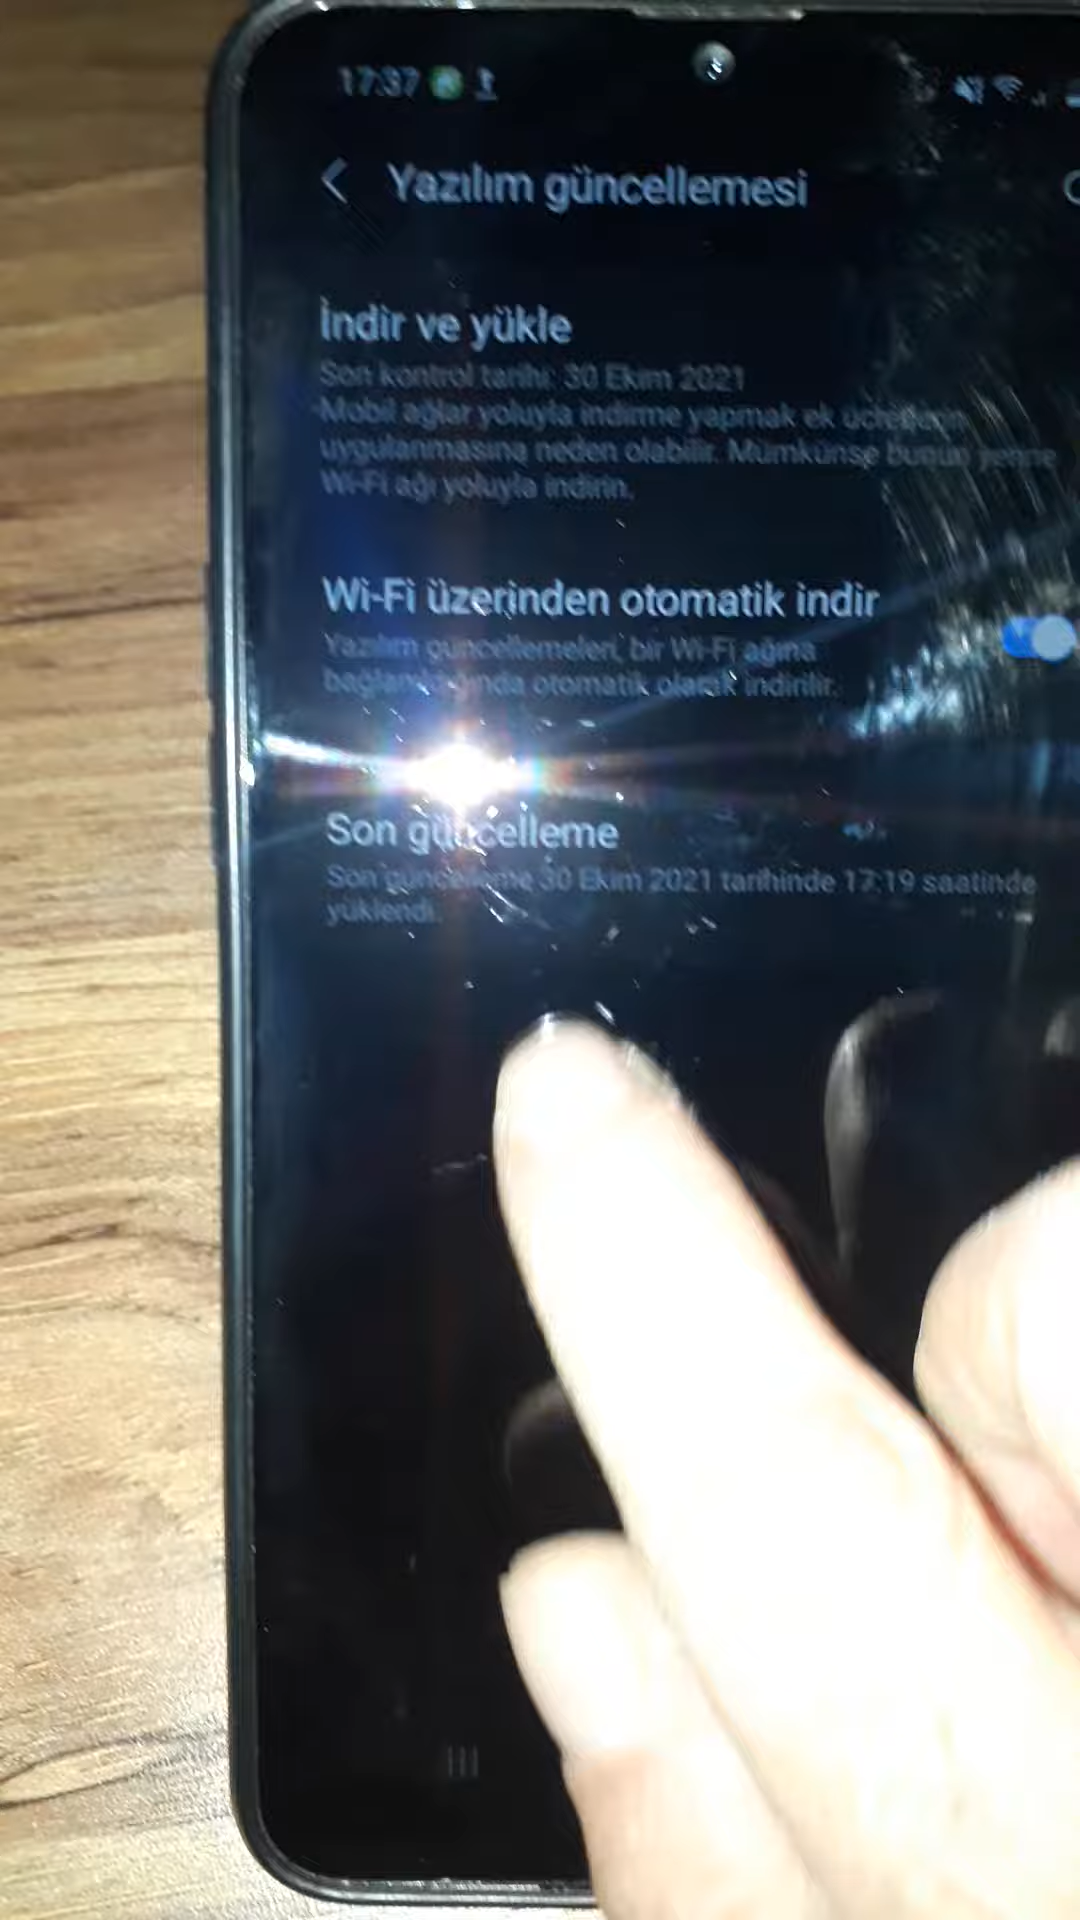 17:37
Yazılım güncellemesi
İndir ve yükle
Son kontrol tarihi: 30 Ekim 2021
Mobil ağlar yoluyla indirme yapmak ek ücretlerin
uygulanmasına neden olabilir. Mümkünse bunun yerine
Wi-Fi ağı yoluyla indirin.
Wi-Fi üzerinden otomatik indir
Yazılım güncellemeleri, bir Wi-Fi ağına
bağlandığında otomatik olarak indirilir.
Son güncelleme
Son güncelleme 30 Ekim 2021 tarihinde 17:19 saatinde
yüklendi.